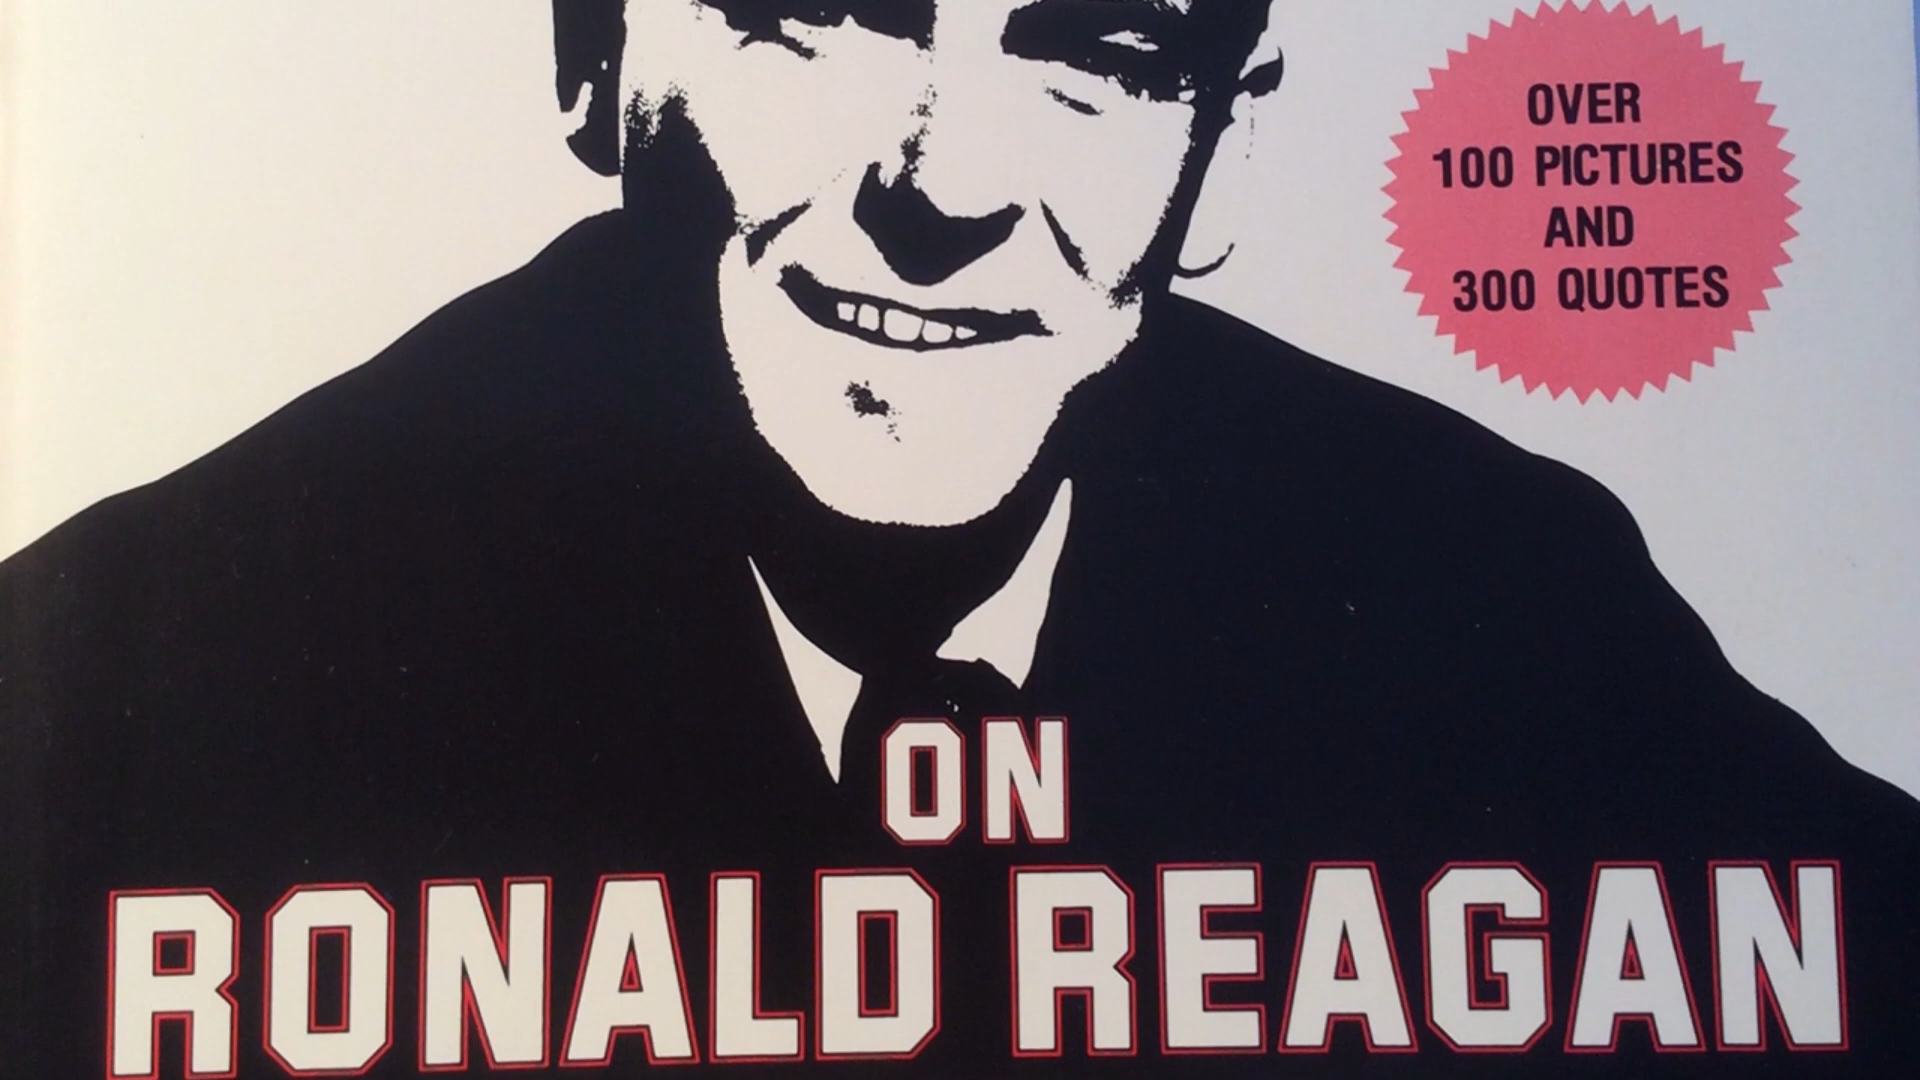 OVER
100 PICTURES
AND
300 QUOTES
ON
RONALD REAGAN